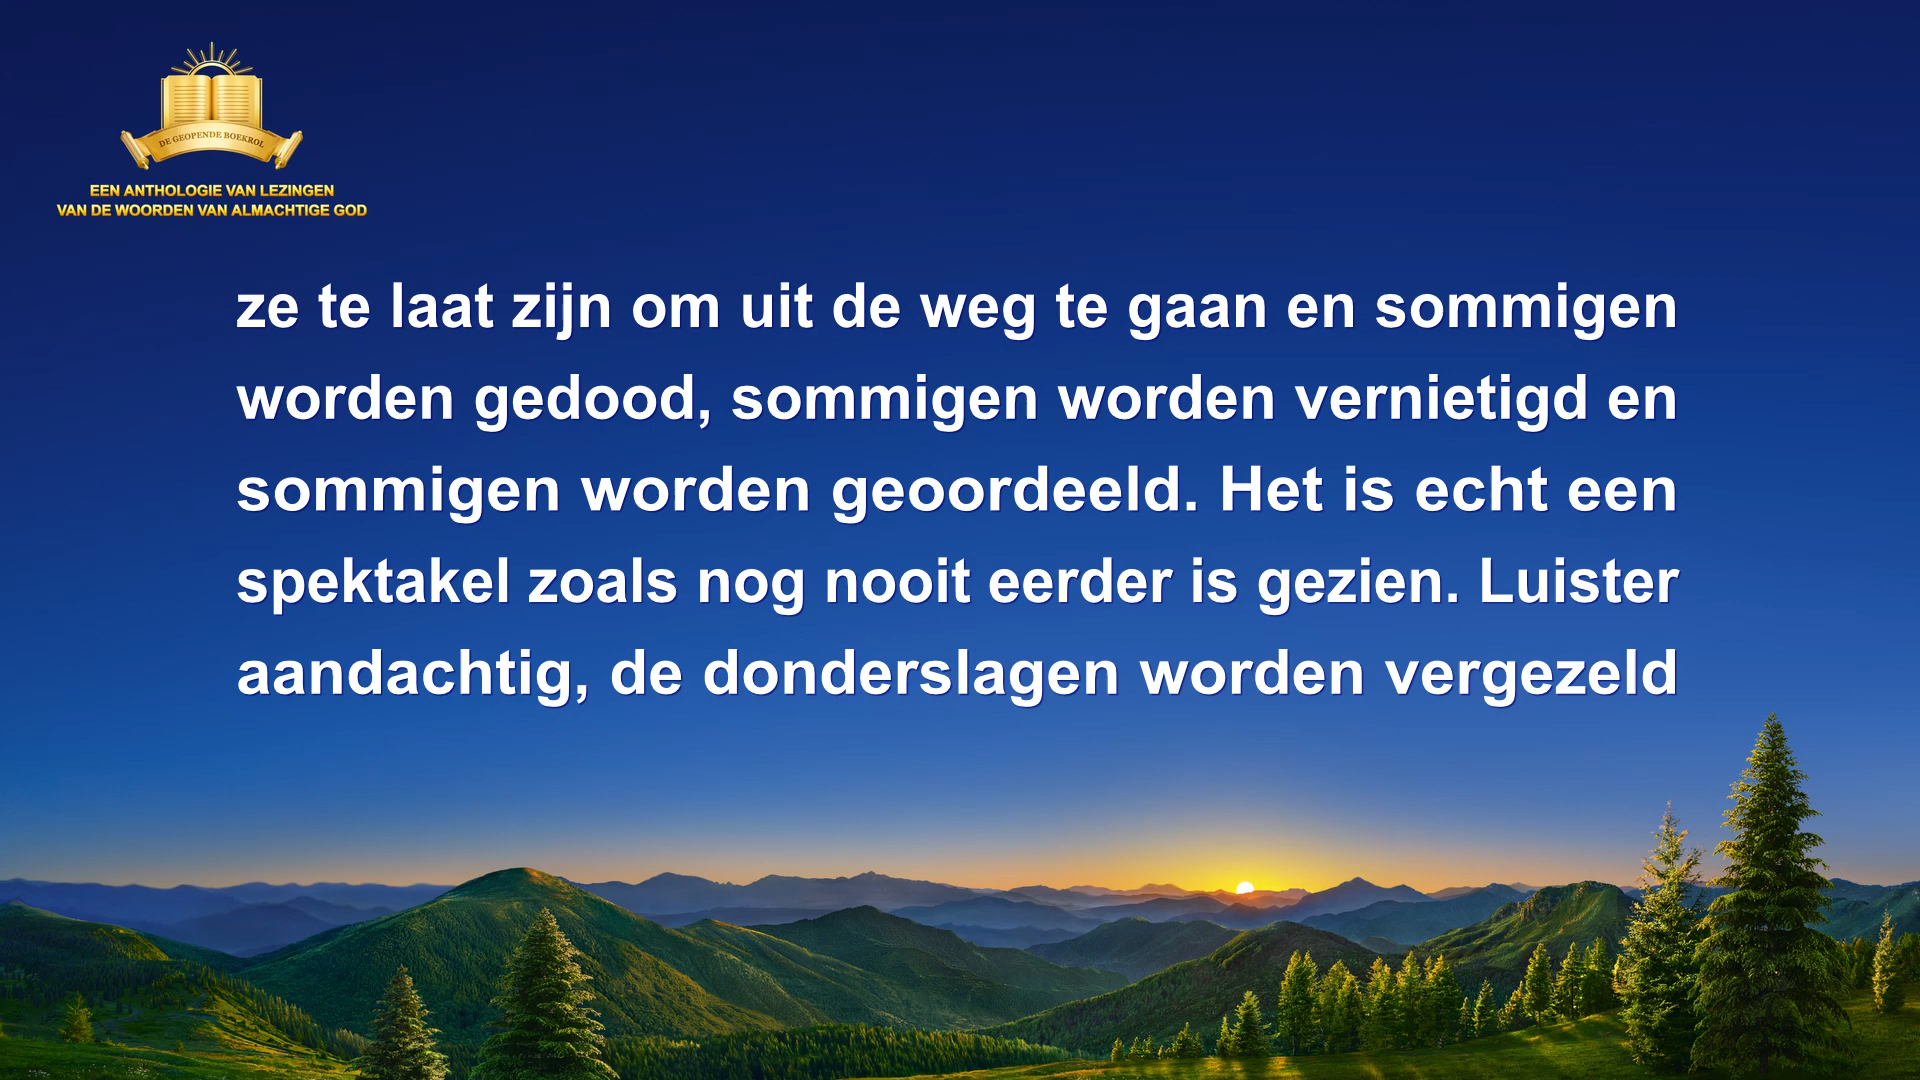 DE GEOPENDE BOEKROL
EEN ANTHOLOGIE VAN LEZINGEN
VAN DE WOORDEN VAN ALMACHTIGE GOD
ze te laat zijn om uit de weg te gaan en sommigen
worden gedood, sommigen worden vernietigd en
sommigen worden geoordeeld. Het is echt een
spektakel zoals nog nooit eerder is gezien. Luister
aandachtig, de donderslagen worden vergezeld